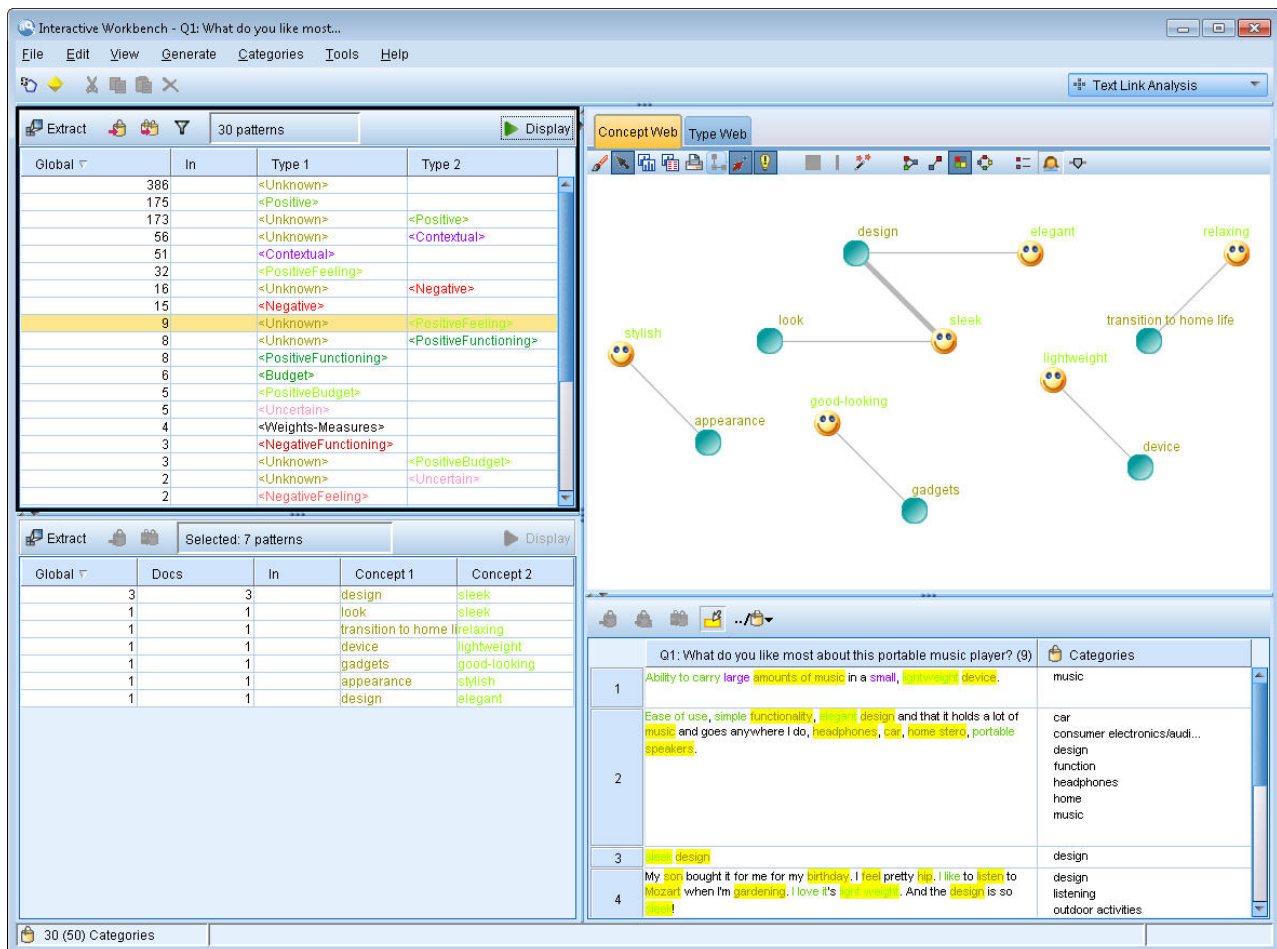 Interactive Workbench - Q1: What do you like most...
File Edit View Generate Categories Tools Help
Text Link Analysis
Extract 30 patterns Display
Global In Type 1 Type 2
386 <Unknown>
175 <Positive>
173 <Unknown> <Positive>
56 <Unknown> <Contextual>
51 <Contextual>
32 <PositiveFeeling>
16 <Unknown> <Negative>
15 <Negative>
9 <Unknown> <PositiveFeeling>
8 <Unknown> <PositiveFunctioning>
8 <PositiveFunctioning>
6 <Budget>
5 <PositiveBudget>
5 <Uncertain>
4 <Weights-Measures>
3 <NegativeFunctioning>
3 <Unknown> <PositiveBudget>
2 <Unknown> <Uncertain>
2 <NegativeFeeling>
Extract Selected: 7 patterns Display
Global Docs In Concept 1 Concept 2
3 3 design sleek
1 1 look sleek
1 1 transition to home li relaxing
1 1 device lightweight
1 1 gadgets good-looking
1 1 appearance stylish
1 1 design elegant
Concept Web Type Web
design elegant relaxing
look sleek transition to home life
stylish
lightweight
good-looking
appearance
device
gadgets
Q1: What do you like most about this portable music player? (9) Categories
1 Ability to carry large amounts of music in a small, lightweight device. music
2 Ease of use, simple functionality, elegant design and that it holds a lot of
music and goes anywhere I do, headphones, car, home stero, portable
speakers.
car
consumer electronics/audi...
design
function
headphones
home
music
3 sleek design design
4 My son bought it for me for my birthday. I feel pretty hip. I like to listen to
Mozart when I'm gardening. I love it's light weight. And the design is so
sleek!
design
listening
outdoor activities
30 (50) Categories